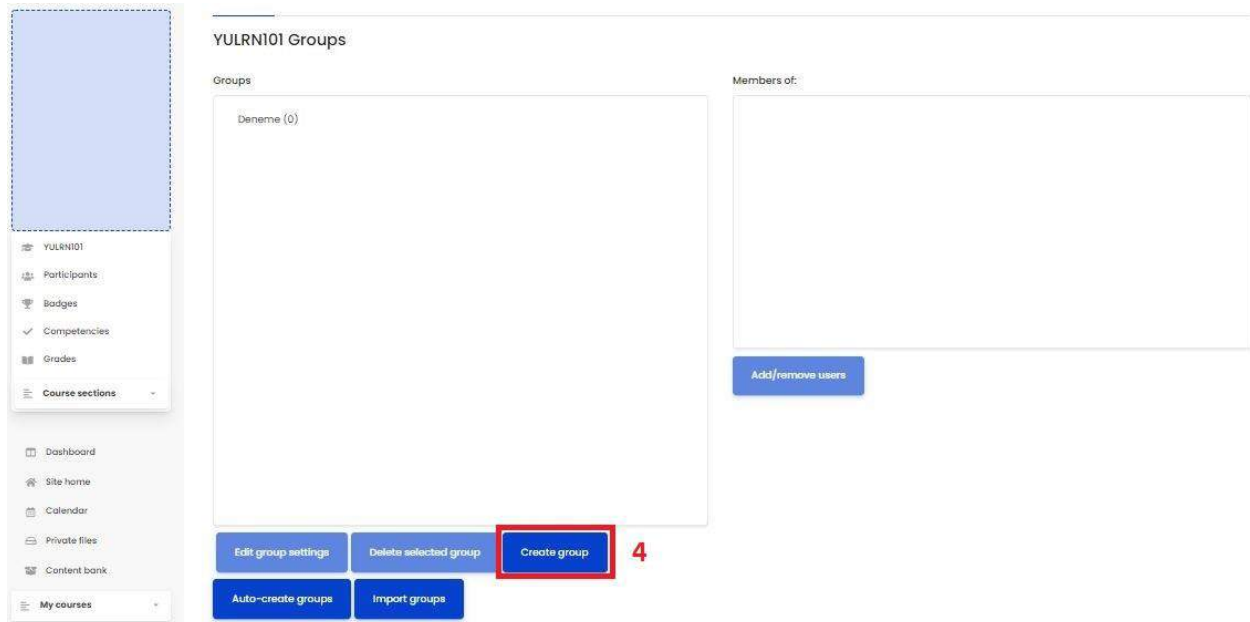 YULRN101 Groups
Groups
Members of:
Deneme (0)
YULRN101
Participants
Badges
Competencies
Grades
Course sections
Add/remove users
Dashboard
Site home
Calendar
Private files
Content bank
My courses
Edit group settings
Delete selected group
Create group
4
Auto-create groups
Import groups